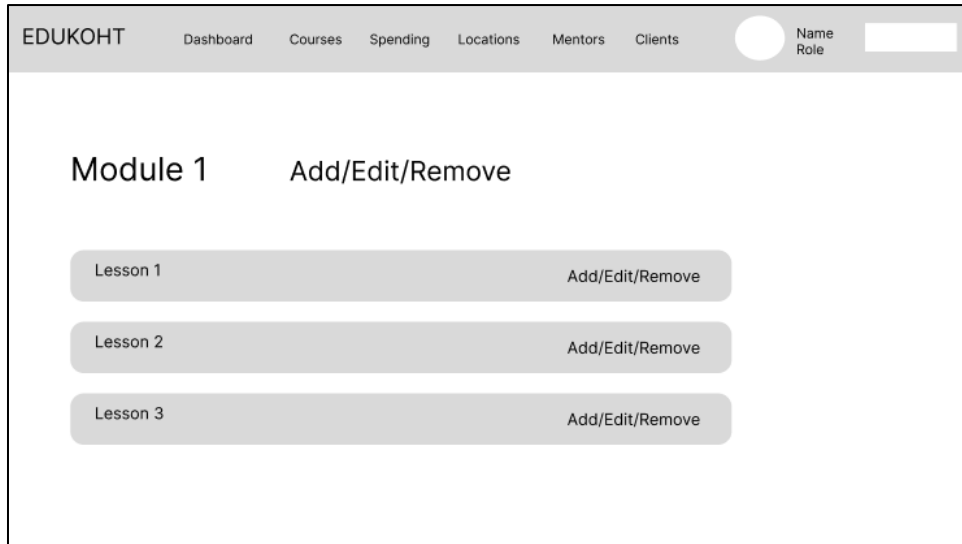 EDUKOHT
Dashboard Courses Spending Locations Mentors Clients
Name
Role
Module 1 Add/Edit/Remove
Lesson 1 Add/Edit/Remove
Lesson 2 Add/Edit/Remove
Lesson 3 Add/Edit/Remove